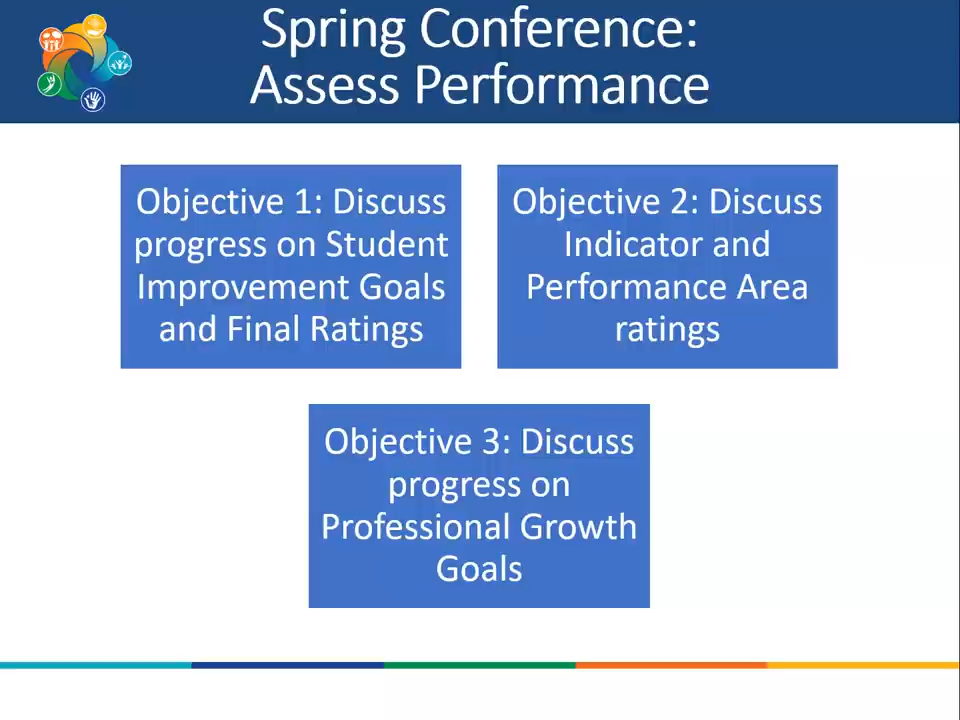 Spring Conference:
Assess Performance
Objective 1: Discuss
progress on Student
Improvement Goals
and Final Ratings
Objective 2: Discuss
Indicator and
Performance Area
ratings
Objective 3: Discuss
progress on
Professional Growth
Goals